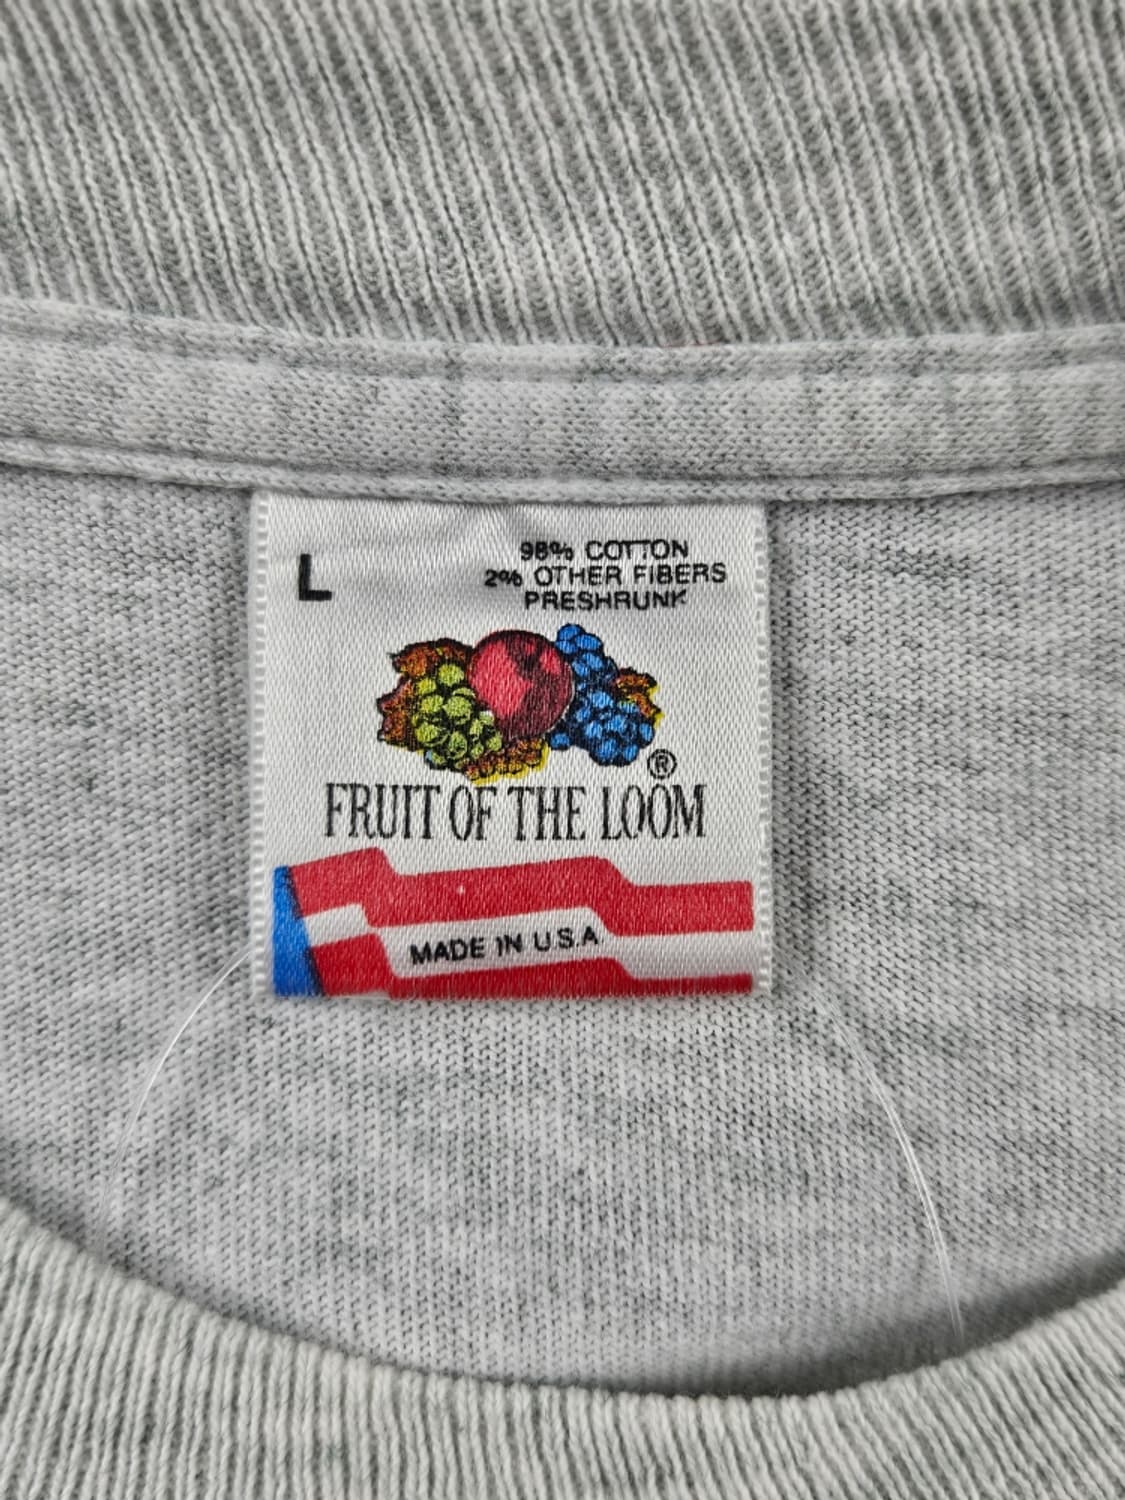 L
98% COTTON
2% OTHER FIBERS
PRESHRUNK
®
FRUIT OF THE LOOM
MADE IN U.S.A.